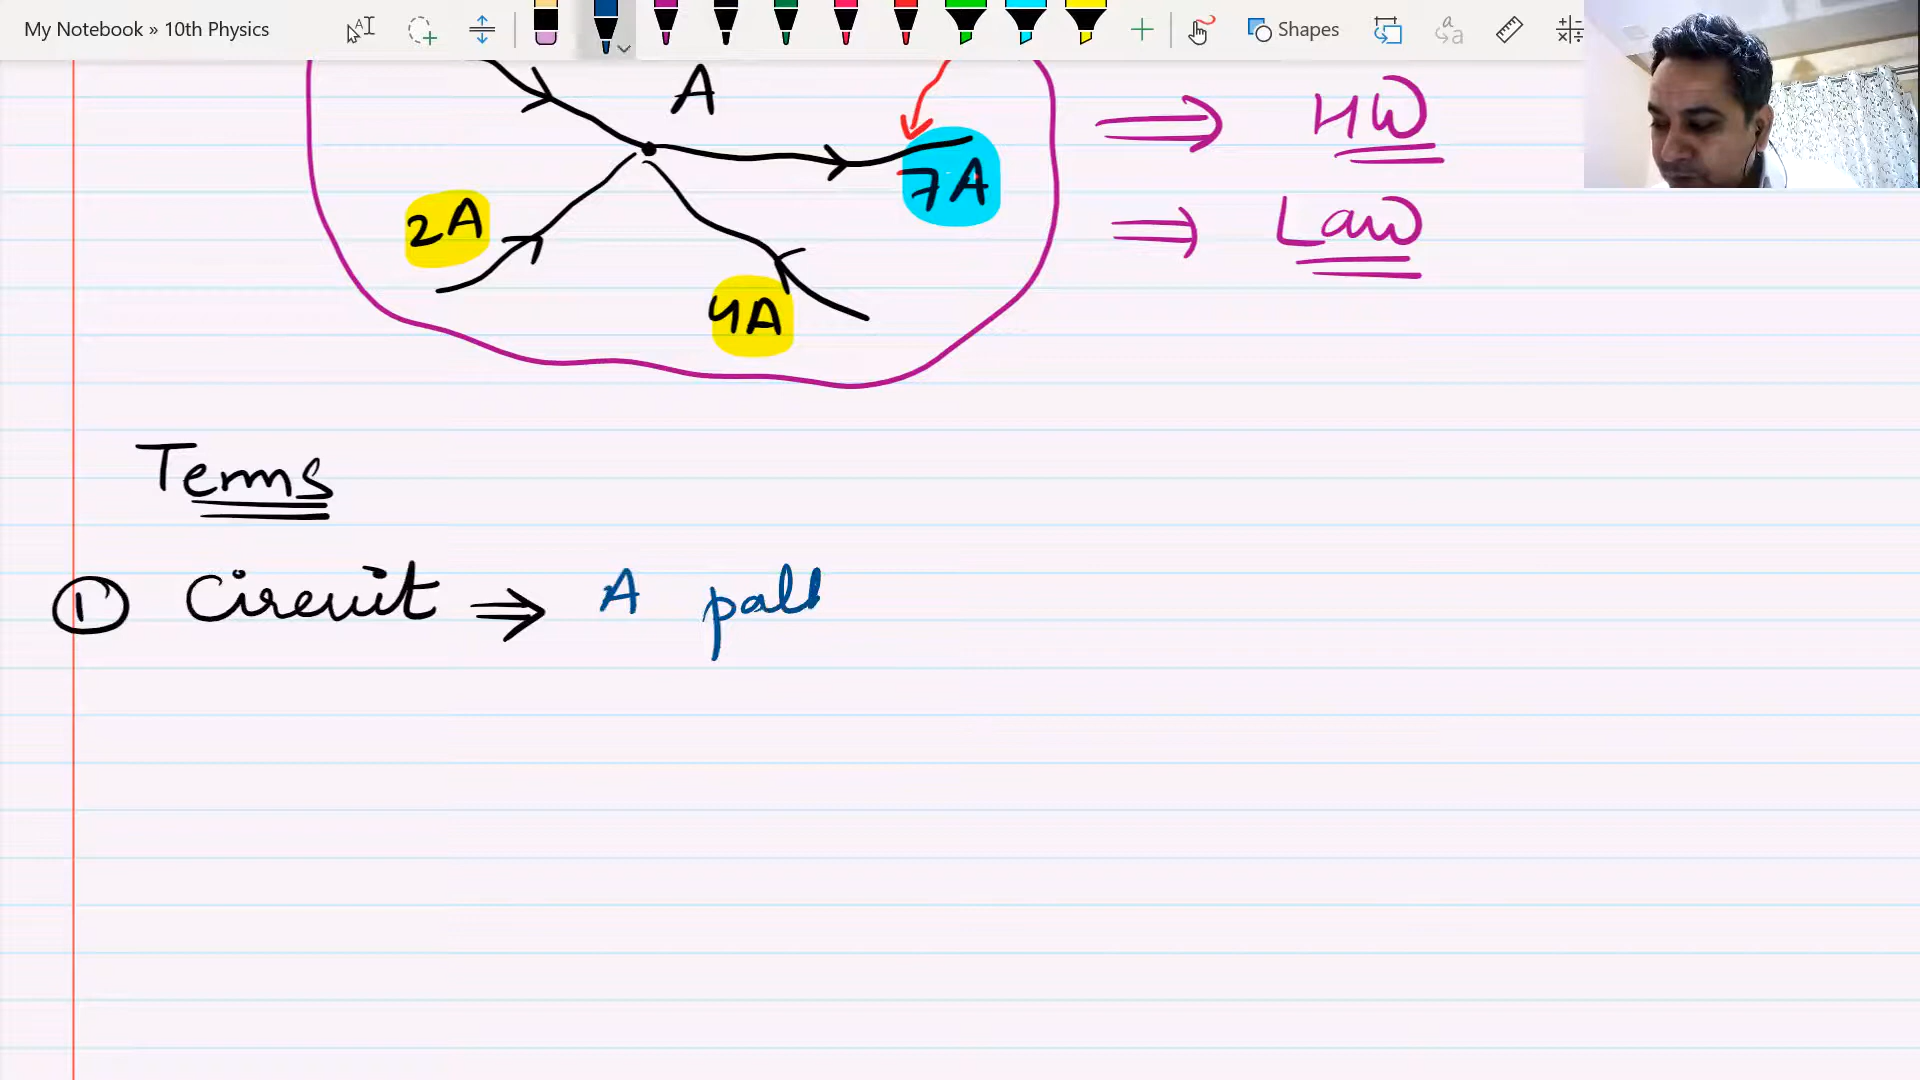 My Notebook » 10th Physics
Shapes
A
HW
7A
2A
Law
4A
Terms
① Circuit ⇒ A path